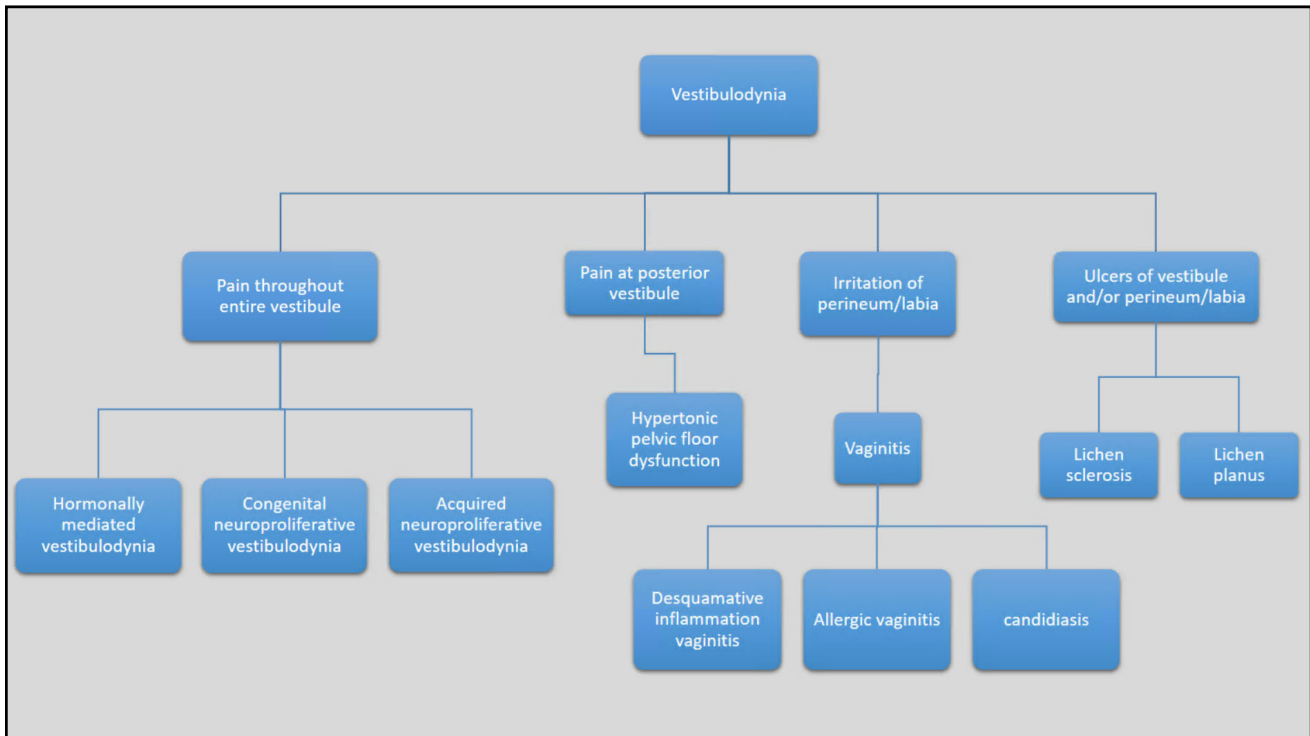 Vestibulodynia
Pain throughout
entire vestibule
Pain at posterior
vestibule
Irritation of
perineum/labia
Ulcers of vestibule
and/or perineum/labia
Hypertonic
pelvic floor
dysfunction
Vaginitis
Lichen
sclerosis
Lichen
planus
Hormonally
mediated
vestibulodynia
Congenital
neuroproliferative
vestibulodynia
Acquired
neuroproliferative
vestibulodynia
Desquamative
inflammation
vaginitis
Allergic vaginitis
candidiasis